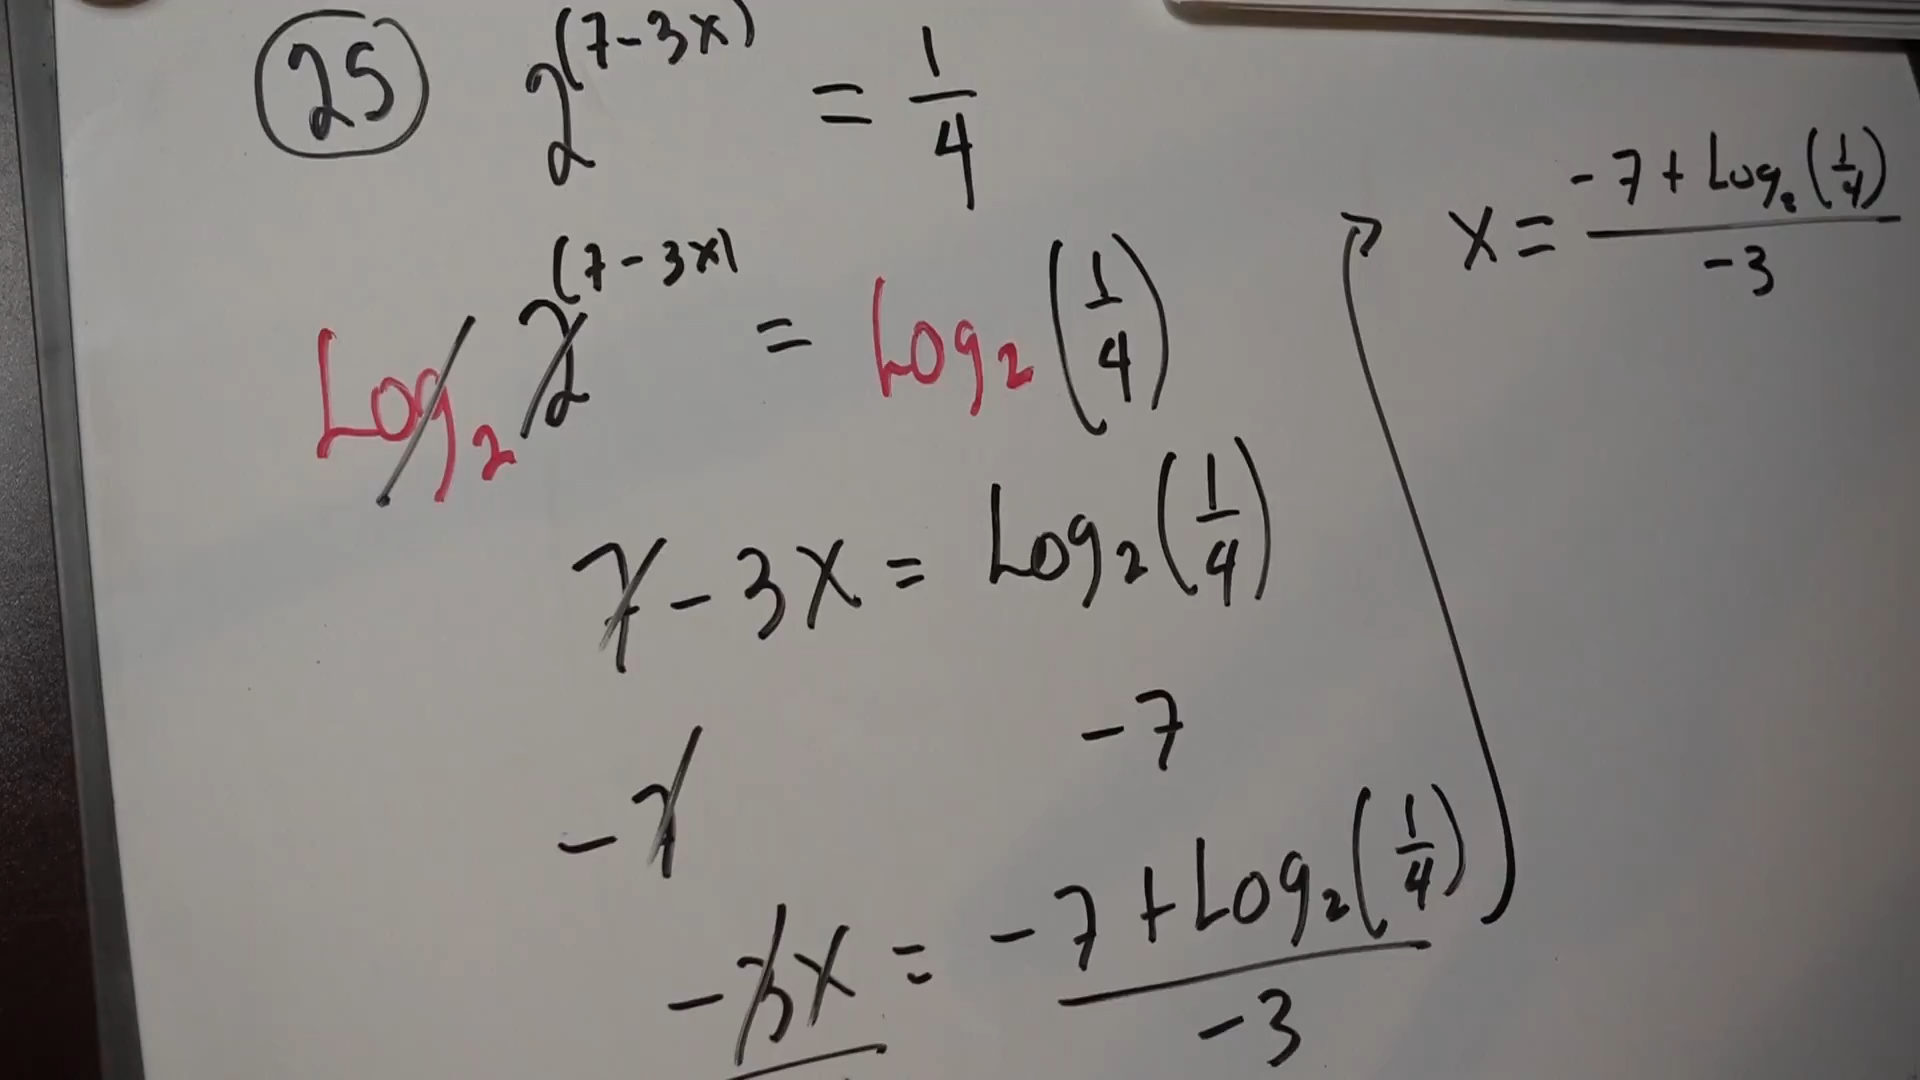 25 2^(7-3x) = 1/4
Log₂ 2^(7-3x) = Log₂ (1/4)
7 - 3x = Log₂ (1/4)
-7 -7
-3x = -7 + Log₂ (1/4) / -3
x = -7 + Log₂ (1/4) / -3